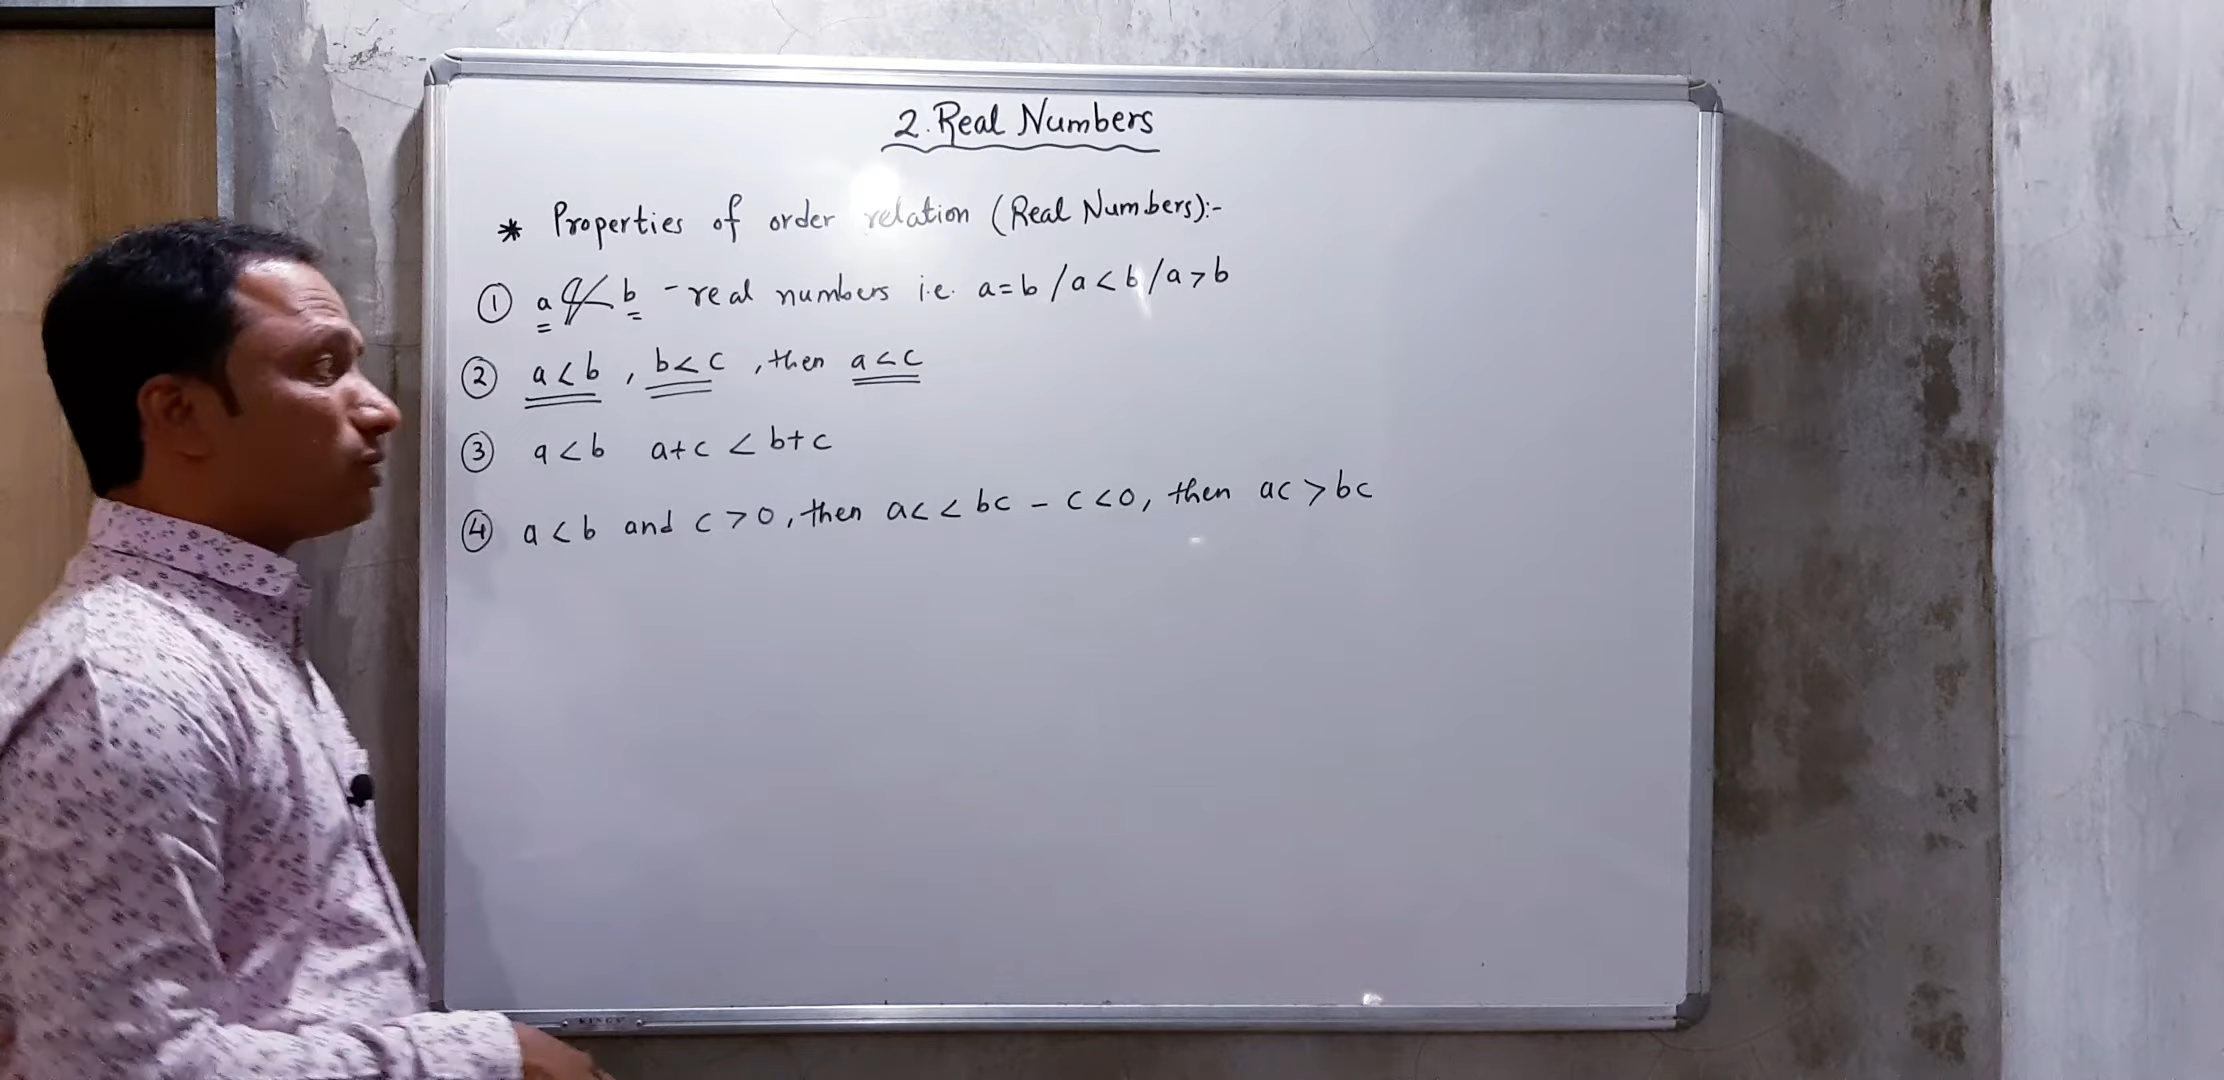 2. Real Numbers
* Properties of order relation (Real Numbers):-
① a b - real numbers i.e. a=b / a<b / a>b
② a<b , b<c , then a<c
③ a<b a+c < b+c
④ a<b and c>0, then ac < bc - c<0, then ac > bc